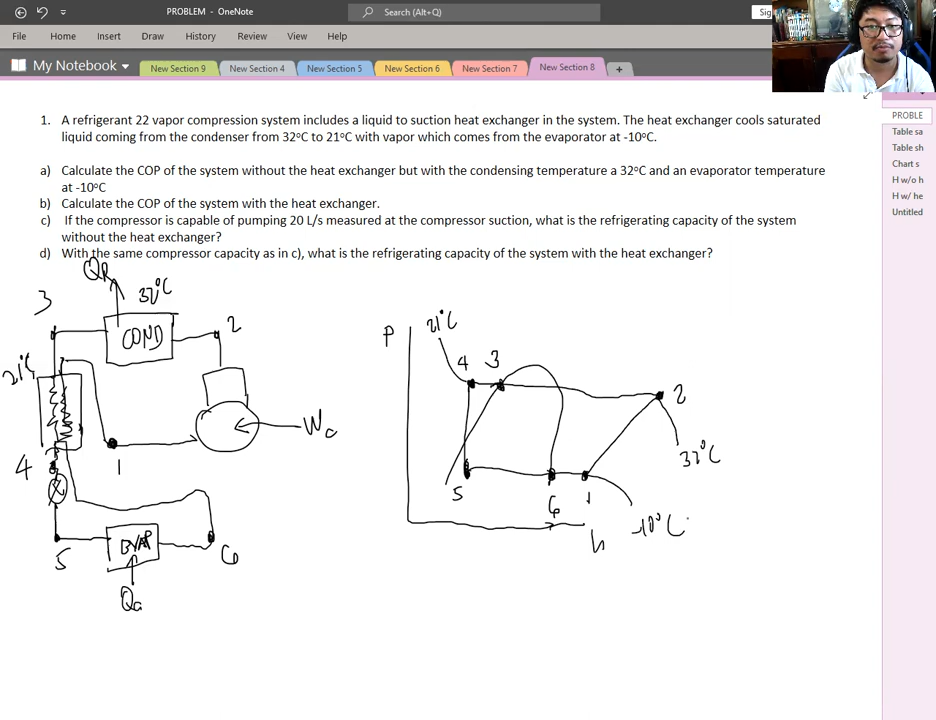 PROBLEM - OneNote
Search (Alt+Q)
File Home Insert Draw History Review View Help
My Notebook
New Section 9 New Section 4 New Section 5 New Section 6 New Section 7 New Section 8
PROBLE
Table sa
Table sh
Chart s
H w/o h
H w/ he
Untitled
1. A refrigerant 22 vapor compression system includes a liquid to suction heat exchanger in the system. The heat exchanger cools saturated
liquid coming from the condenser from 32°C to 21°C with vapor which comes from the evaporator at -10°C.
a) Calculate the COP of the system without the heat exchanger but with the condensing temperature a 32°C and an evaporator temperature
at -10°C
b) Calculate the COP of the system with the heat exchanger.
c) If the compressor is capable of pumping 20 L/s measured at the compressor suction, what is the refrigerating capacity of the system
without the heat exchanger?
d) With the same compressor capacity as in c), what is the refrigerating capacity of the system with the heat exchanger?
QR
32°C
3
COND
2
21°C
Wc
1
4
5
EVAP
6
Qa
P
21°C
4 3
2
32°C
5
6
1
-10°C
h